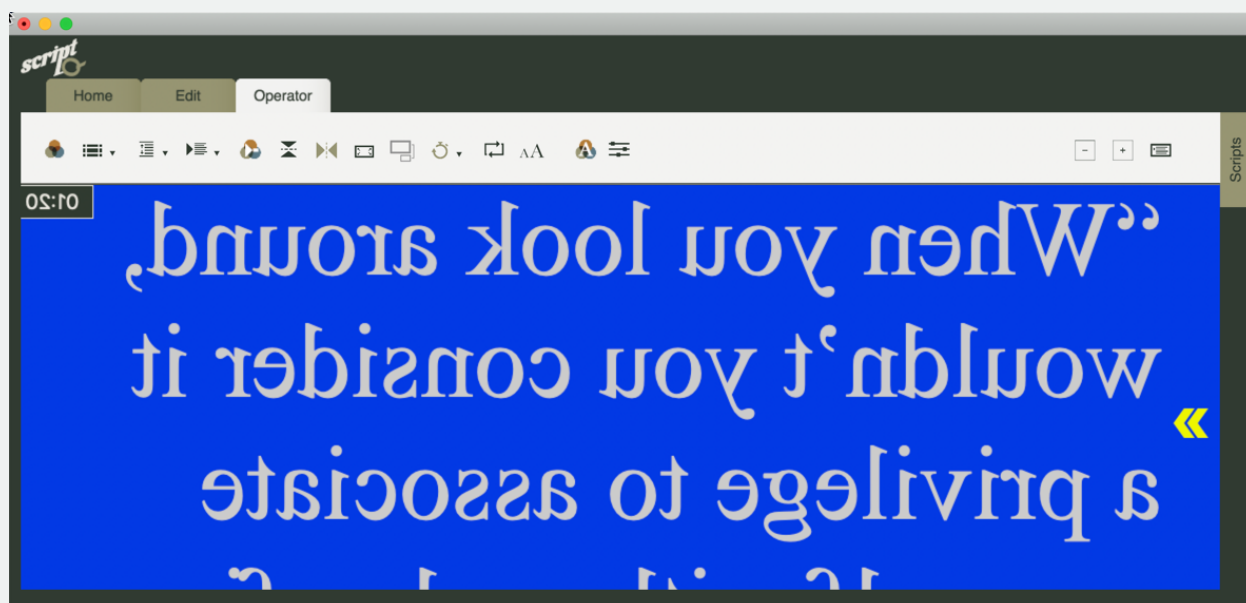 script
Home
Edit
Operator
Scripts
01:20
“When you look around,
wouldn’t you consider it
a privilege to associate